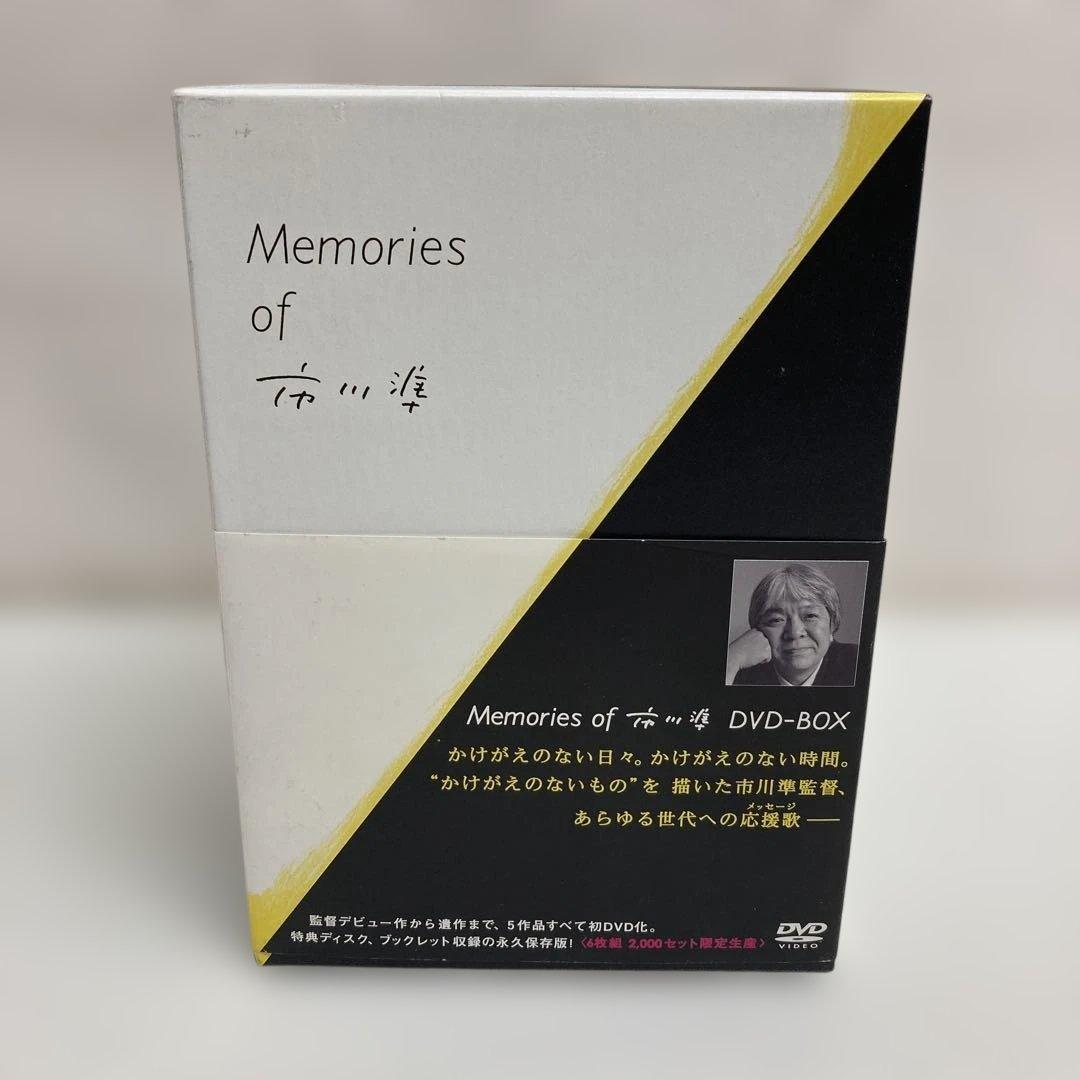 Memories
of
市川準
Memories of 市川準 DVD-BOX
かけがえのない日々。かけがえのない時間。
“かけがえのないもの”を 描いた市川準監督、
メッセージ
あらゆる世代への応援歌――
監督デビュー作から遺作まで、5作品すべて初DVD化。
特典ディスク、ブックレット収録の永久保存版!〈6枚組 2,000セット限定生産〉
DVD
VIDEO